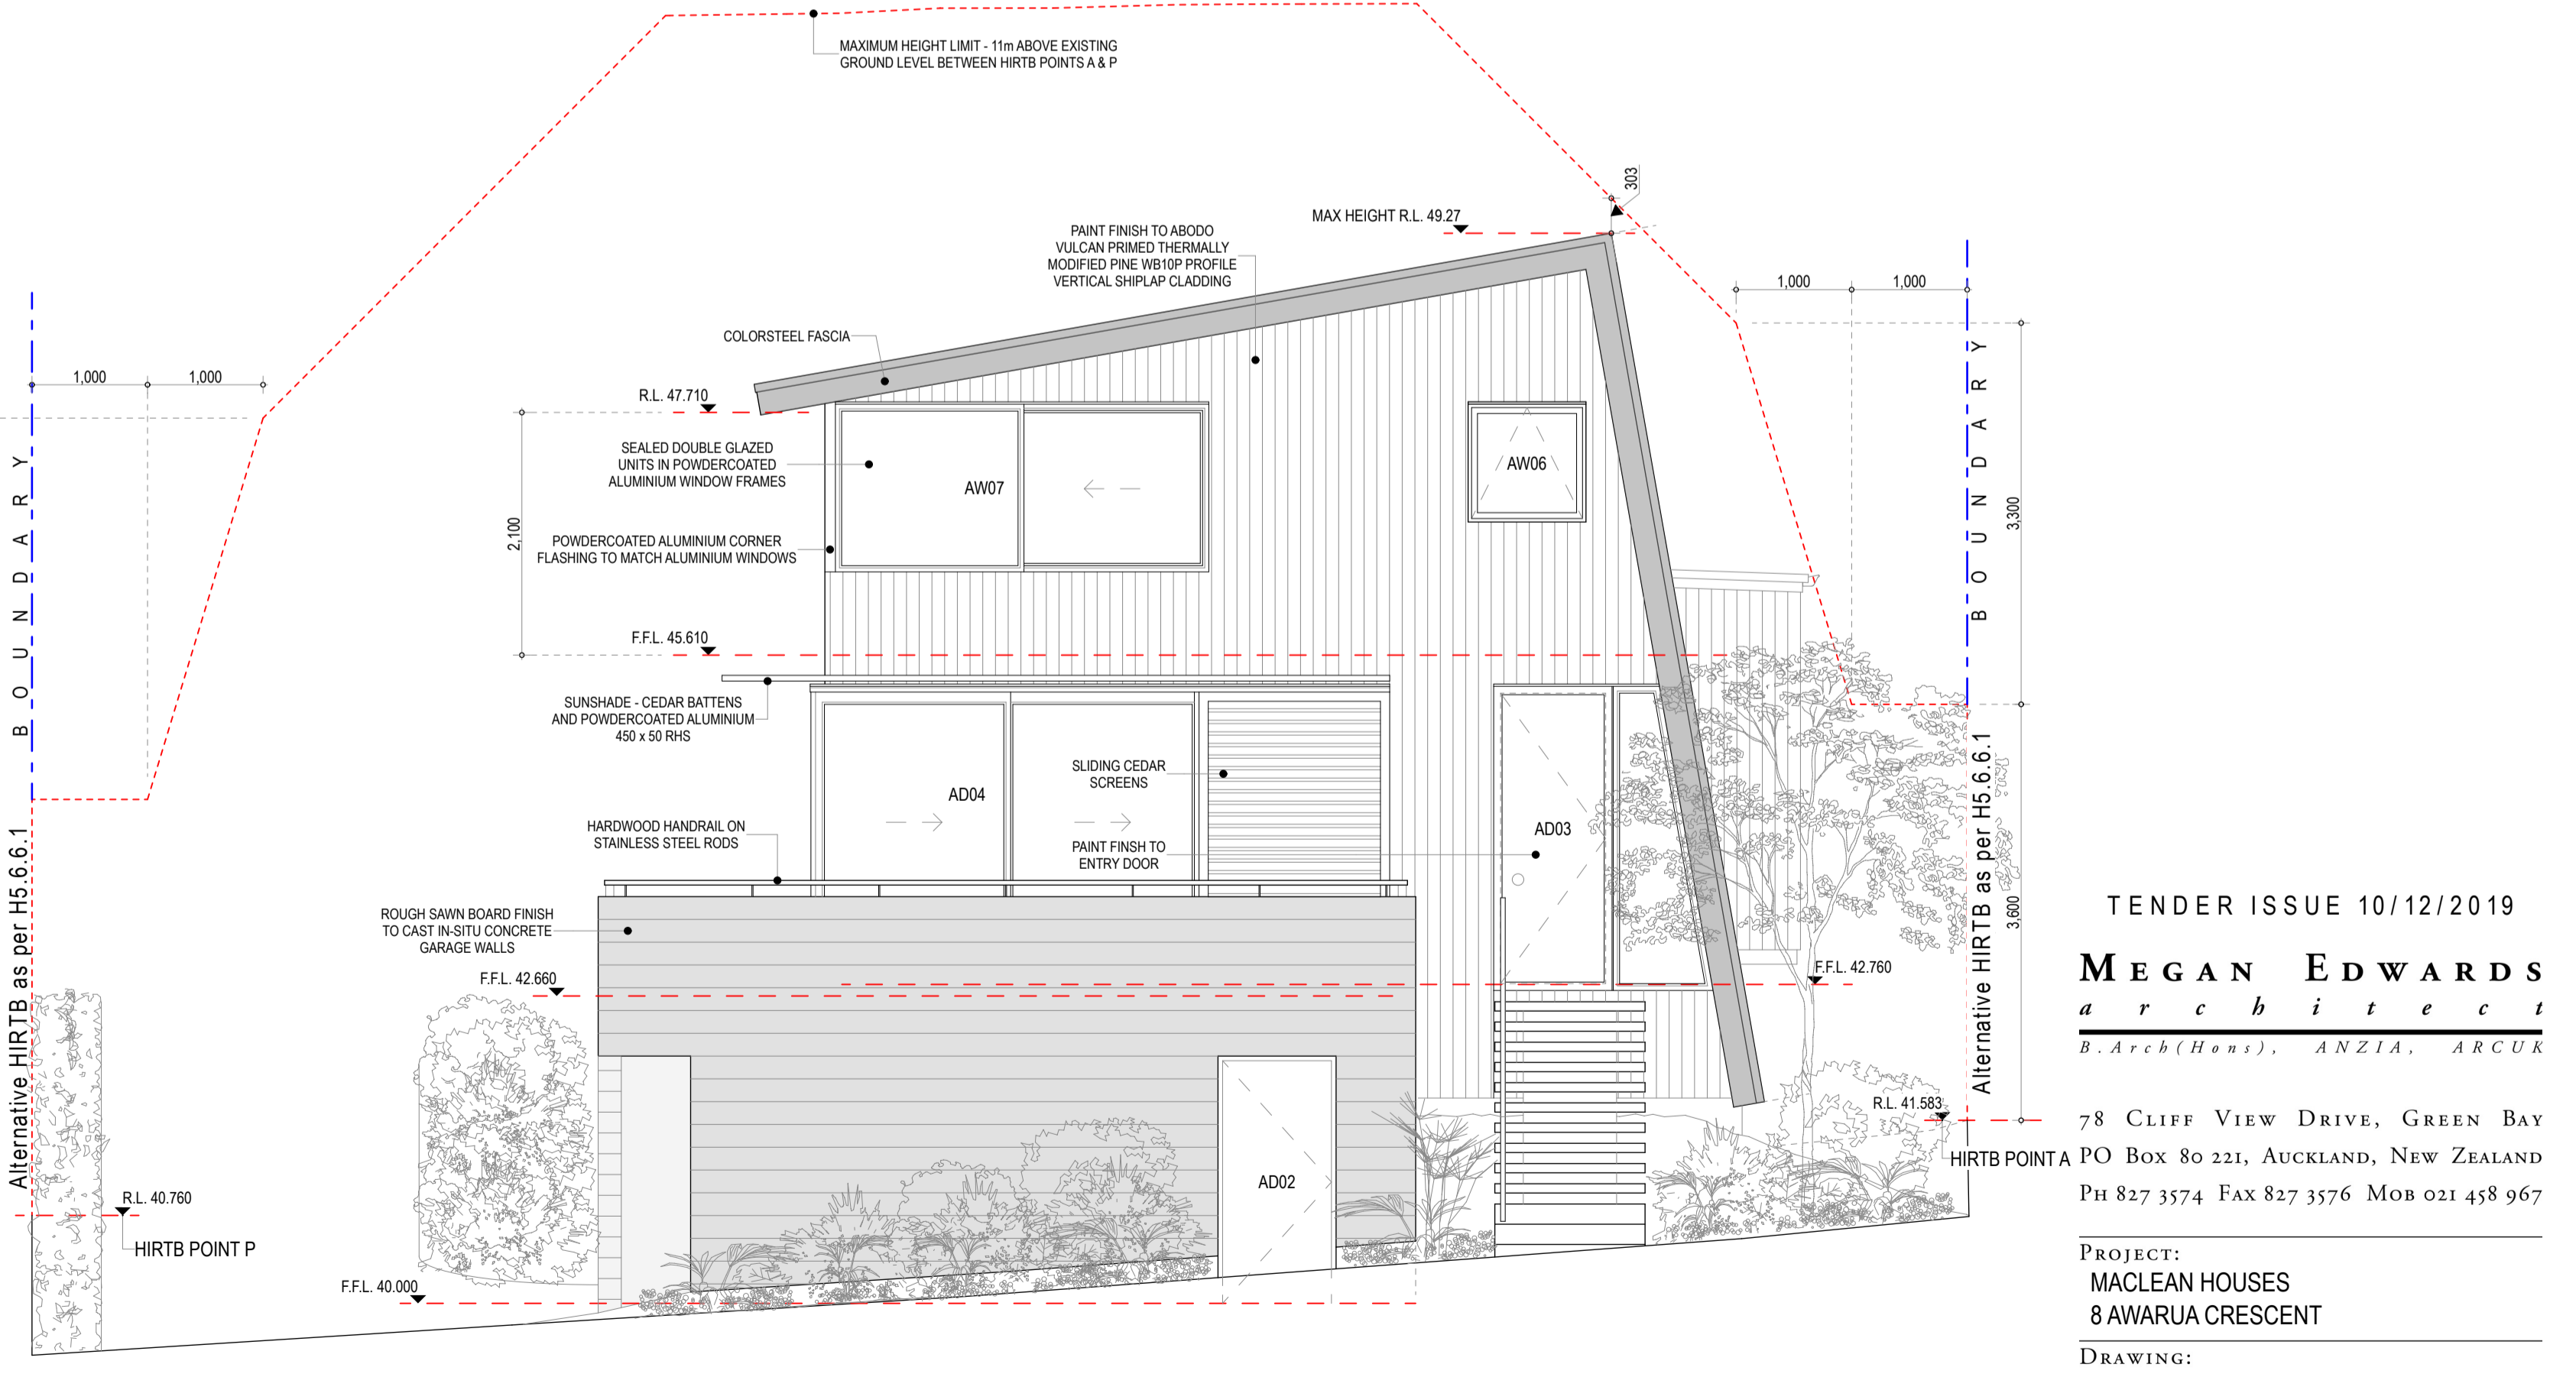 MAXIMUM HEIGHT LIMIT - 11m ABOVE EXISTING
GROUND LEVEL BETWEEN HIRTB POINTS A & P
303
MAX HEIGHT R.L. 49.27
PAINT FINISH TO ABODO
VULCAN PRIMED THERMALLY
MODIFIED PINE WB10P PROFILE
VERTICAL SHIPLAP CLADDING
1,000
1,000
COLORSTEEL FASCIA
1,000
1,000
R.L. 47.710
SEALED DOUBLE GLAZED
UNITS IN POWDERCOATED
ALUMINIUM WINDOW FRAMES
AW07
AW06
BOUNDARY
BOUNDARY
2,100
3,300
POWDERCOATED ALUMINIUM CORNER
FLASHING TO MATCH ALUMINIUM WINDOWS
F.F.L. 45.610
SUNSHADE - CEDAR BATTENS
AND POWDERCOATED ALUMINIUM
450 x 50 RHS
SLIDING CEDAR
SCREENS
AD04
AD03
HARDWOOD HANDRAIL ON
STAINLESS STEEL RODS
PAINT FINSH TO
ENTRY DOOR
Alternative HIRTB as per H5.6.6.1
Alternative HIRTB as per H5.6.6.1
3,600
ROUGH SAWN BOARD FINISH
TO CAST IN-SITU CONCRETE
GARAGE WALLS
F.F.L. 42.660
F.F.L. 42.760
R.L. 41.583
HIRTB POINT A
AD02
R.L. 40.760
HIRTB POINT P
F.F.L. 40.000
TENDER ISSUE 10/12/2019
MEGAN EDWARDS
architect
B.Arch(Hons), ANZIA, ARCUK
78 CLIFF VIEW DRIVE, GREEN BAY
PO BOX 80 221, AUCKLAND, NEW ZEALAND
PH 827 3574 FAX 827 3576 MOB 021 458 967
PROJECT:
MACLEAN HOUSES
8 AWARUA CRESCENT
DRAWING: